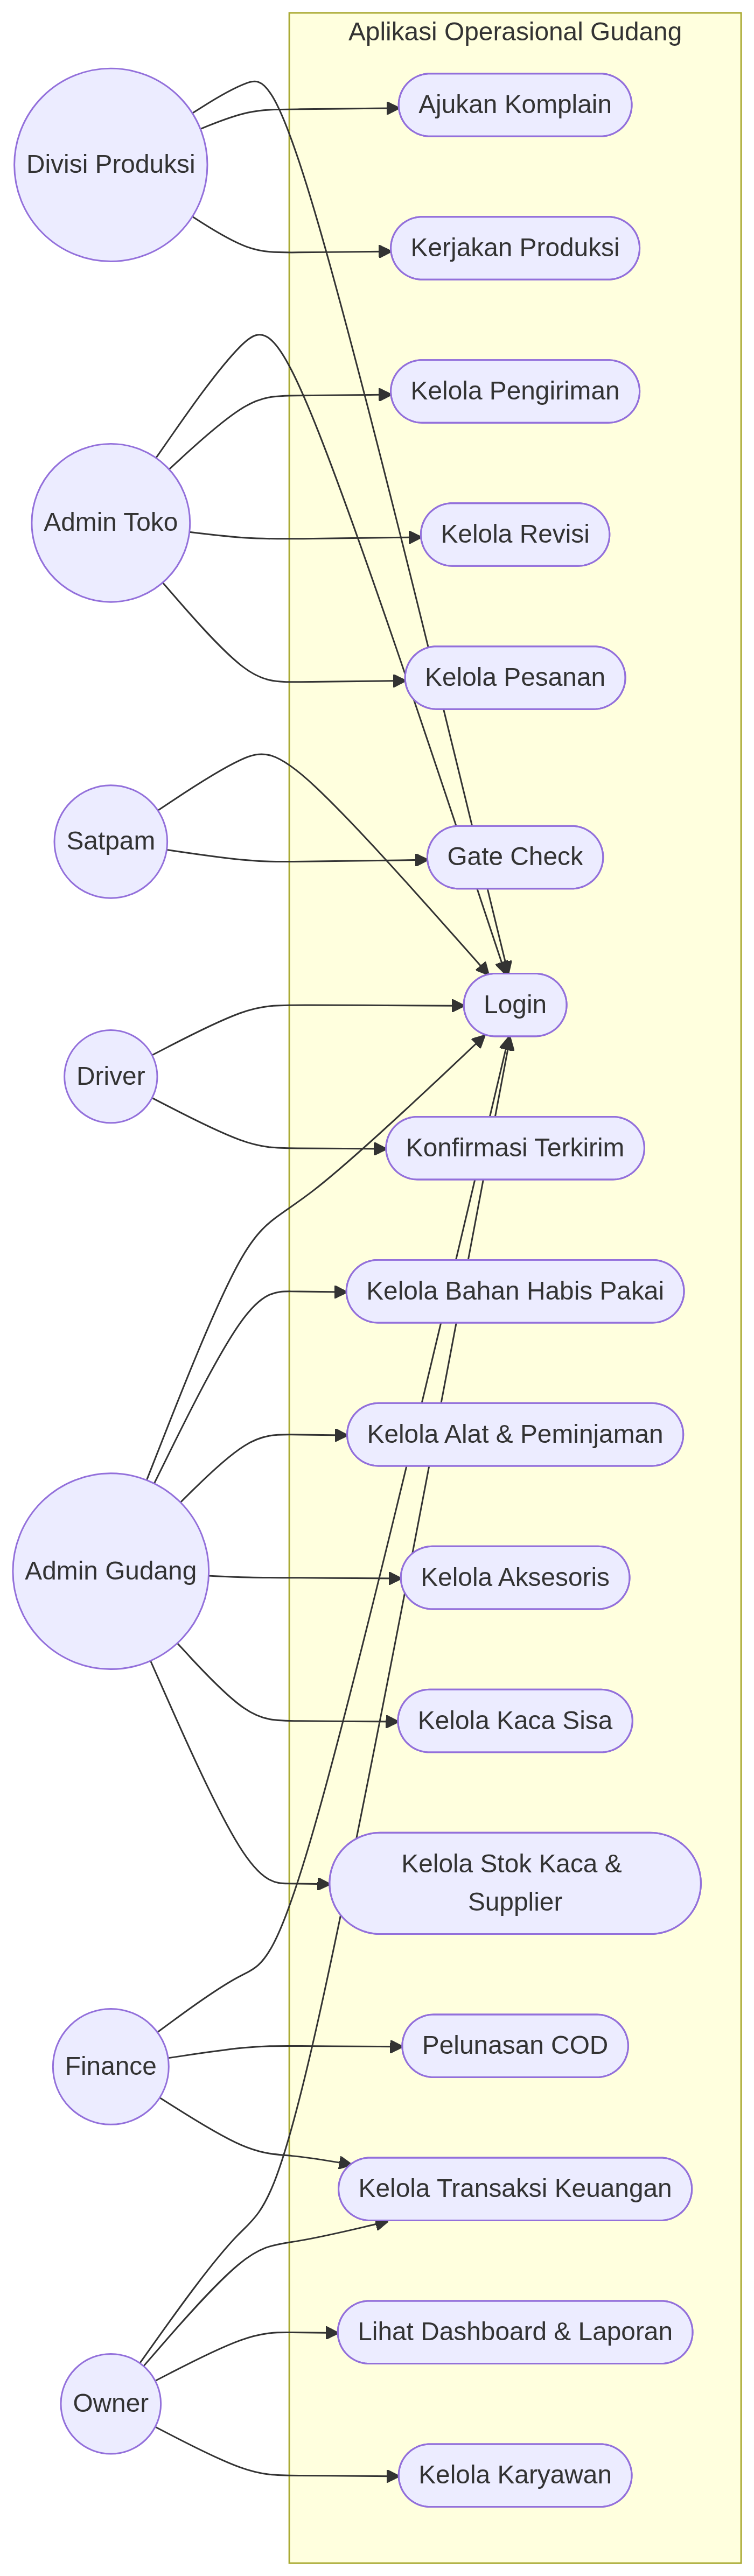 Aplikasi Operasional Gudang
Divisi Produksi
Ajukan Komplain
Kerjakan Produksi
Admin Toko
Kelola Pengiriman
Kelola Revisi
Kelola Pesanan
Satpam
Gate Check
Login
Driver
Konfirmasi Terkirim
Kelola Bahan Habis Pakai
Kelola Alat & Peminjaman
Admin Gudang
Kelola Aksesoris
Kelola Kaca Sisa
Kelola Stok Kaca &
Supplier
Finance
Pelunasan COD
Kelola Transaksi Keuangan
Lihat Dashboard & Laporan
Owner
Kelola Karyawan